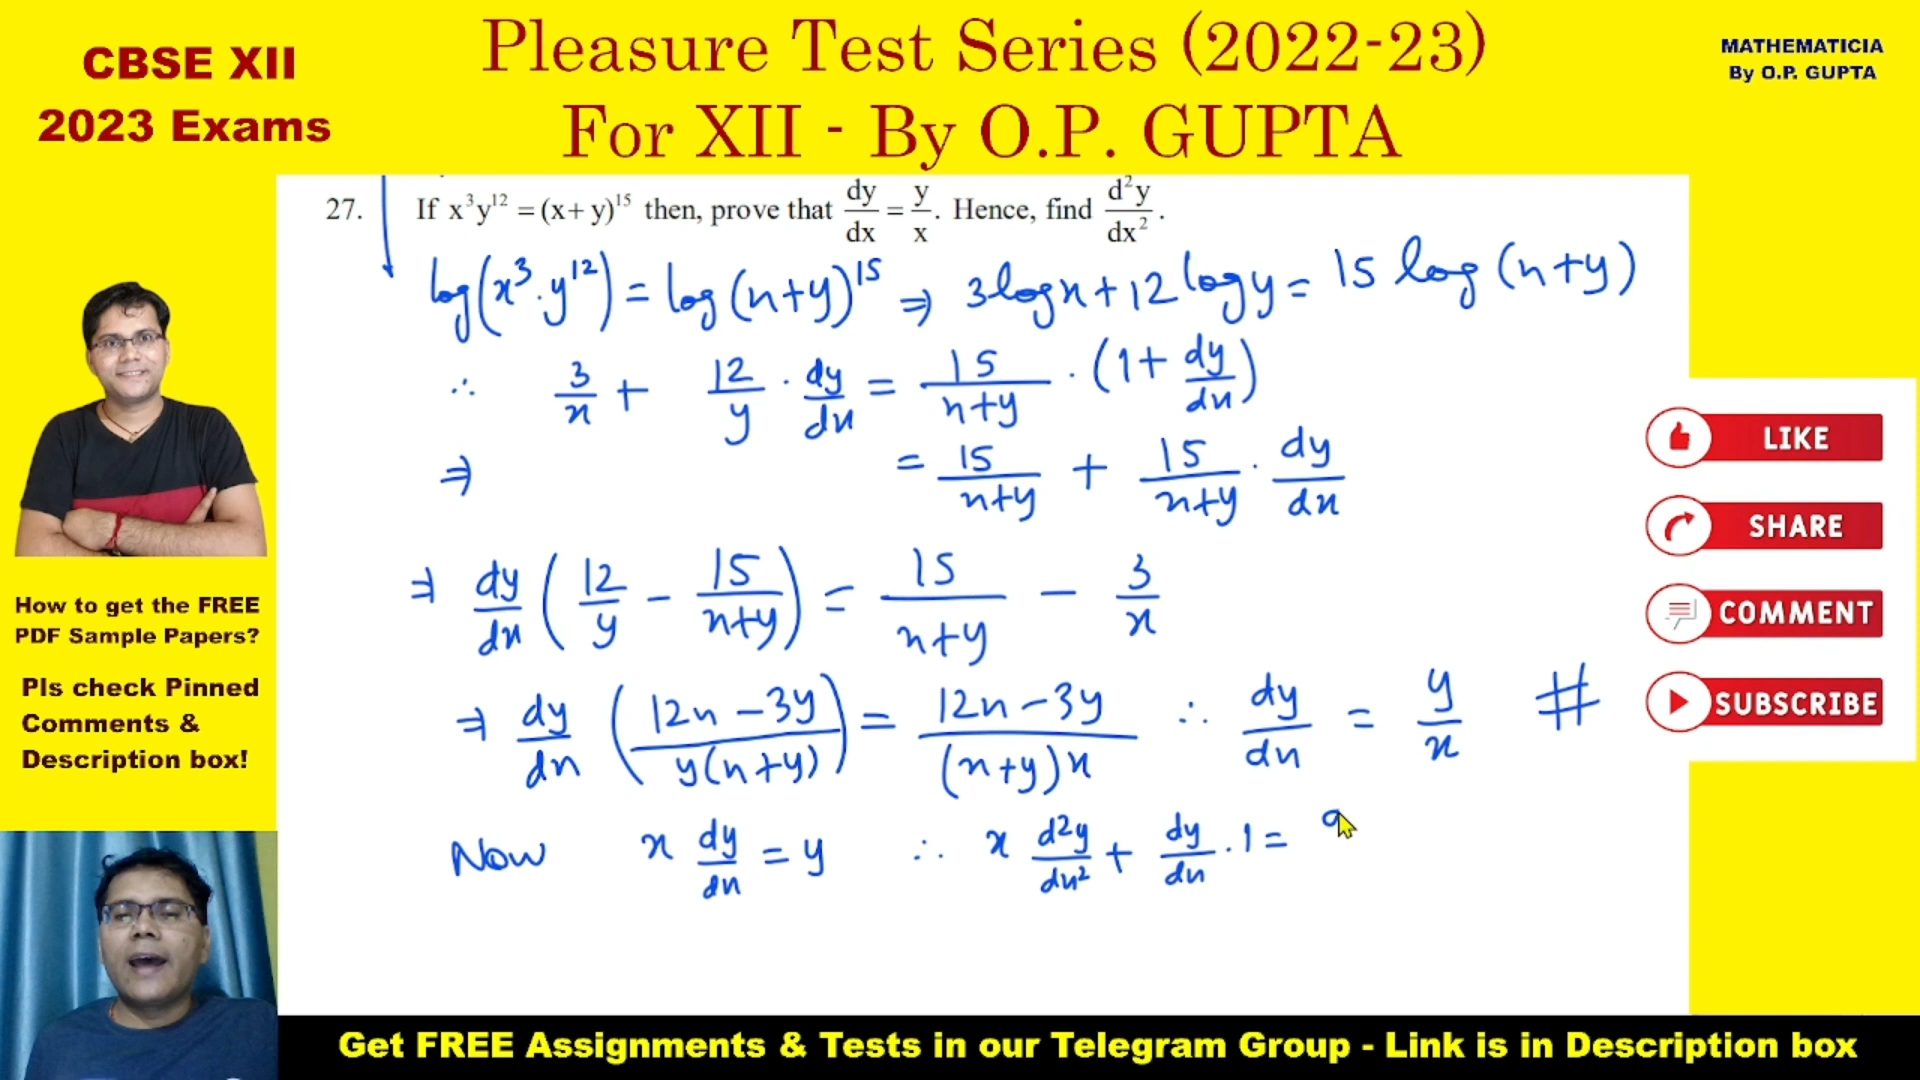 CBSE XII
2023 Exams
Pleasure Test Series (2022-23)
For XII - By O.P. GUPTA
MATHEMATICIA
By O.P. GUPTA
27. If x³y¹² = (x+ y)¹⁵ then, prove that dy/dx = y/x. Hence, find d²y/dx².
log(x³·y¹²) = log(x+y)¹⁵ ⇒ 3logx + 12 logy = 15 log (x+y)
∴ 3/x + 12/y · dy/dx = 15/(x+y) · (1 + dy/dx)
⇒ = 15/(x+y) + 15/(x+y) · dy/dx
⇒ dy/dx (12/y − 15/(x+y)) = 15/(x+y) − 3/x
⇒ dy/dx ((12x − 3y)/(y(x+y))) = (12x − 3y)/((x+y)x) ∴ dy/dx = y/x #
Now x dy/dx = y ∴ x d²y/dx² + dy/dx · 1 =
LIKE
SHARE
COMMENT
SUBSCRIBE
How to get the FREE
PDF Sample Papers?
Pls check Pinned
Comments &
Description box!
Get FREE Assignments & Tests in our Telegram Group - Link is in Description box